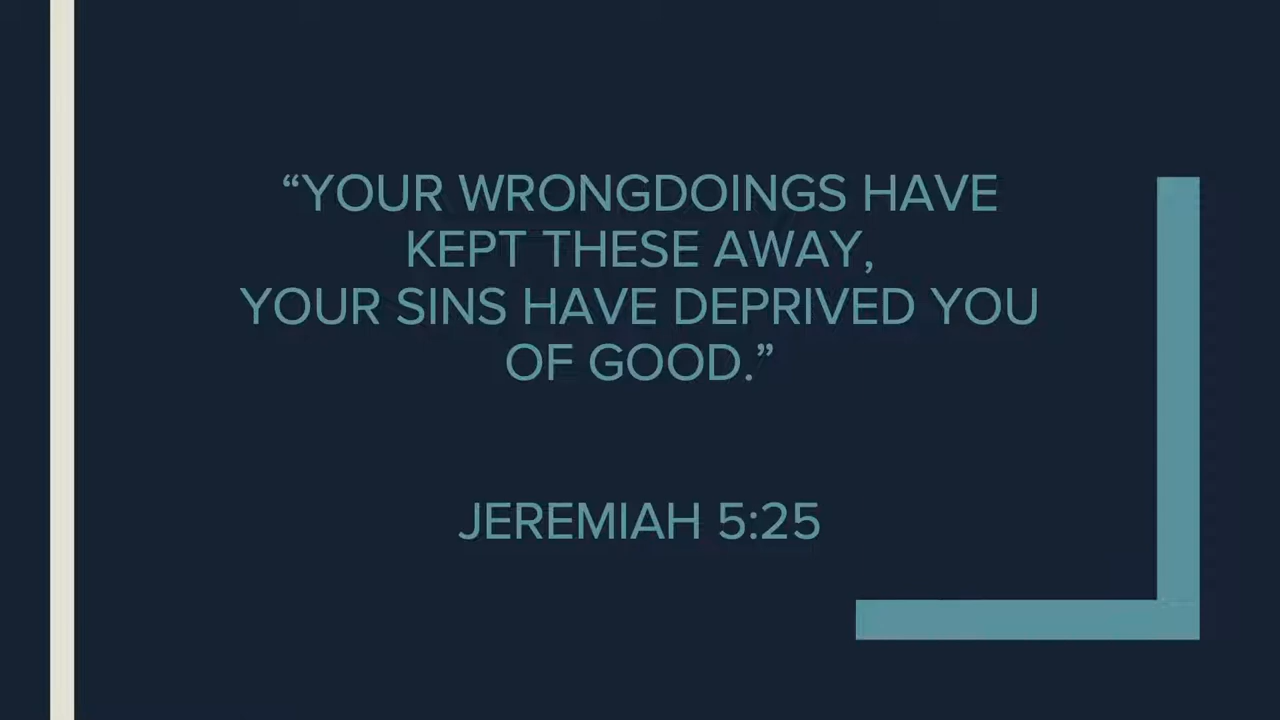 “YOUR WRONGDOINGS HAVE
KEPT THESE AWAY,
YOUR SINS HAVE DEPRIVED YOU
OF GOOD.”
JEREMIAH 5:25